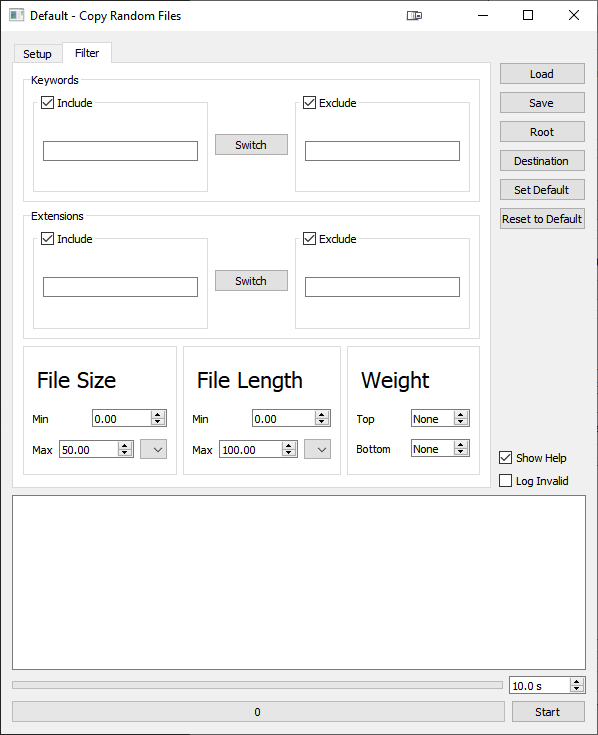 Default - Copy Random Files
Setup Filter
Keywords
Include Exclude
Switch
Extensions
Include Exclude
Switch
File Size File Length Weight
Min 0.00 Min 0.00 Top None
Max 50.00 Max 100.00 Bottom None
Load
Save
Root
Destination
Set Default
Reset to Default
Show Help
Log Invalid
10.0 s
0 Start